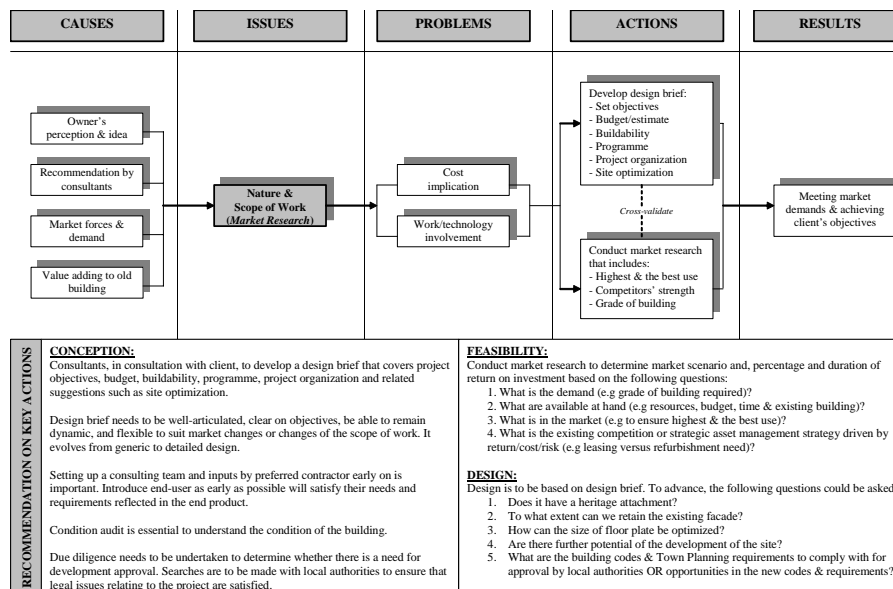 CAUSES
ISSUES
PROBLEMS
ACTIONS
RESULTS
Owner's
perception & idea
Recommendation by
consultants
Market forces &
demand
Value adding to old
building
Nature &
Scope of Work
(Market Research)
Cost
implication
Work/technology
involvement
Develop design brief:
- Set objectives
- Budget/estimate
- Buildability
- Programme
- Project organization
- Site optimization
Cross-validate
Conduct market research
that includes:
- Highest & the best use
- Competitors' strength
- Grade of building
Meeting market
demands & achieving
client's objectives
RECOMMENDATION ON KEY ACTIONS
CONCEPTION:
Consultants, in consultation with client, to develop a design brief that covers project
objectives, budget, buildability, programme, project organization and related
suggestions such as site optimization.
Design brief needs to be well-articulated, clear on objectives, be able to remain
dynamic, and flexible to suit market changes or changes of the scope of work. It
evolves from generic to detailed design.
Setting up a consulting team and inputs by preferred contractor early on is
important. Introduce end-user as early as possible will satisfy their needs and
requirements reflected in the end product.
Condition audit is essential to understand the condition of the building.
Due diligence needs to be undertaken to determine whether there is a need for
development approval. Searches are to be made with local authorities to ensure that
legal issues relating to the project are satisfied.
FEASIBILITY:
Conduct market research to determine market scenario and, percentage and duration of
return on investment based on the following questions:
1. What is the demand (e.g grade of building required)?
2. What are available at hand (e.g resources, budget, time & existing building)?
3. What is in the market (e.g to ensure highest & the best use)?
4. What is the existing competition or strategic asset management strategy driven by
return/cost/risk (e.g leasing versus refurbishment need)?
DESIGN:
Design is to be based on design brief. To advance, the following questions could be asked
1. Does it have a heritage attachment?
2. To what extent can we retain the existing facade?
3. How can the size of floor plate be optimized?
4. Are there further potential of the development of the site?
5. What are the building codes & Town Planning requirements to comply with for
approval by local authorities OR opportunities in the new codes & requirements?